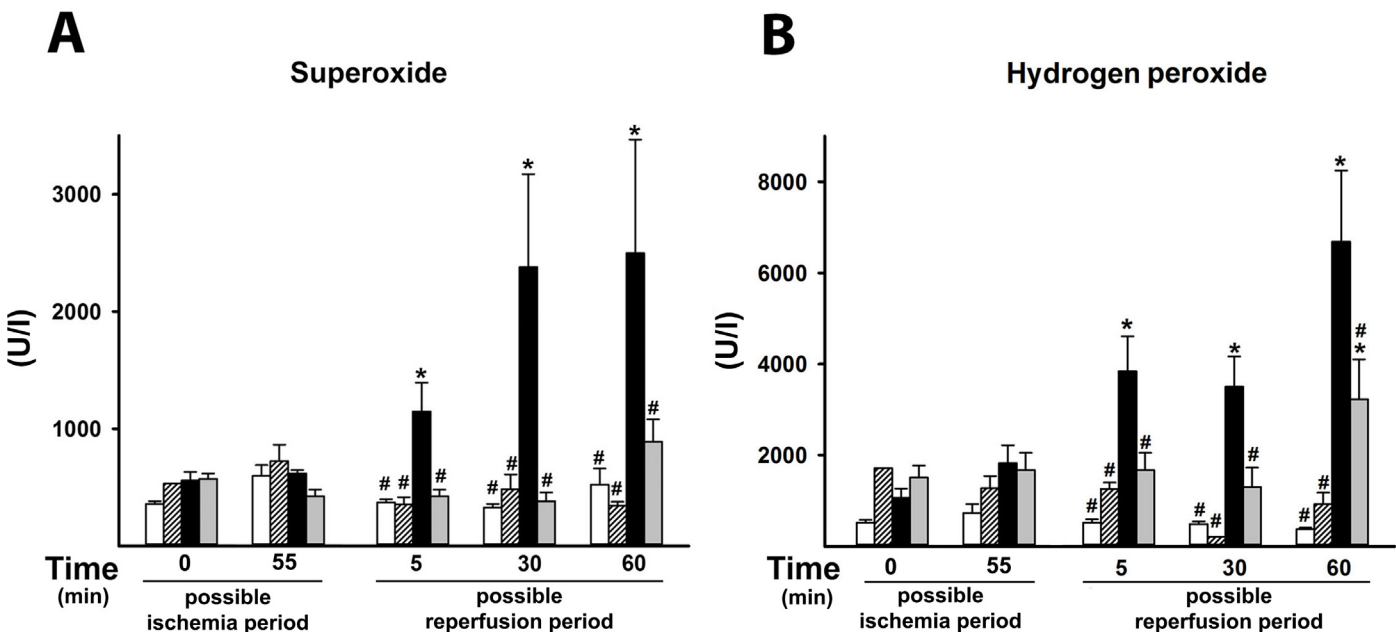 A
Superoxide
3000
2000
1000
(U/l)
* * *
# # # # # # # # #
Time 0 55 5 30 60
(min)
possible
ischemia period
possible
reperfusion period
B
Hydrogen peroxide
8000
6000
4000
2000
(U/l)
* * * # *
# # # # # # # #
Time 0 55 5 30 60
(min)
possible
ischemia period
possible
reperfusion period